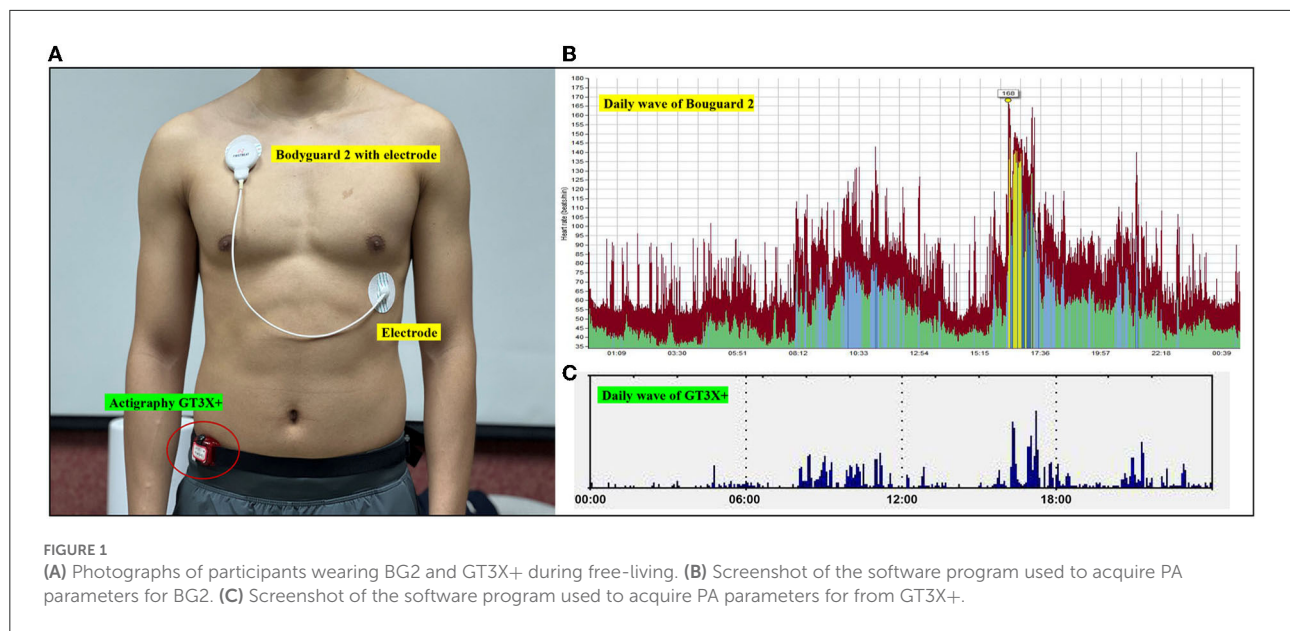 A
B
Bodyguard 2 with electrode
Electrode
Actigraphy GT3X+
Daily wave of Bouguard 2
168
Heart rate (beats/min)
180
175
170
165
160
155
150
145
140
135
130
125
120
115
110
105
100
95
90
85
80
75
70
65
60
55
50
45
40
35
01:09 03:30 05:51 08:12 10:33 12:54 15:15 17:36 19:57 22:18 00:39
C
Daily wave of GT3X+
00:00 06:00 12:00 18:00
FIGURE 1
(A) Photographs of participants wearing BG2 and GT3X+ during free-living. (B) Screenshot of the software program used to acquire PA
parameters for BG2. (C) Screenshot of the software program used to acquire PA parameters for from GT3X+.